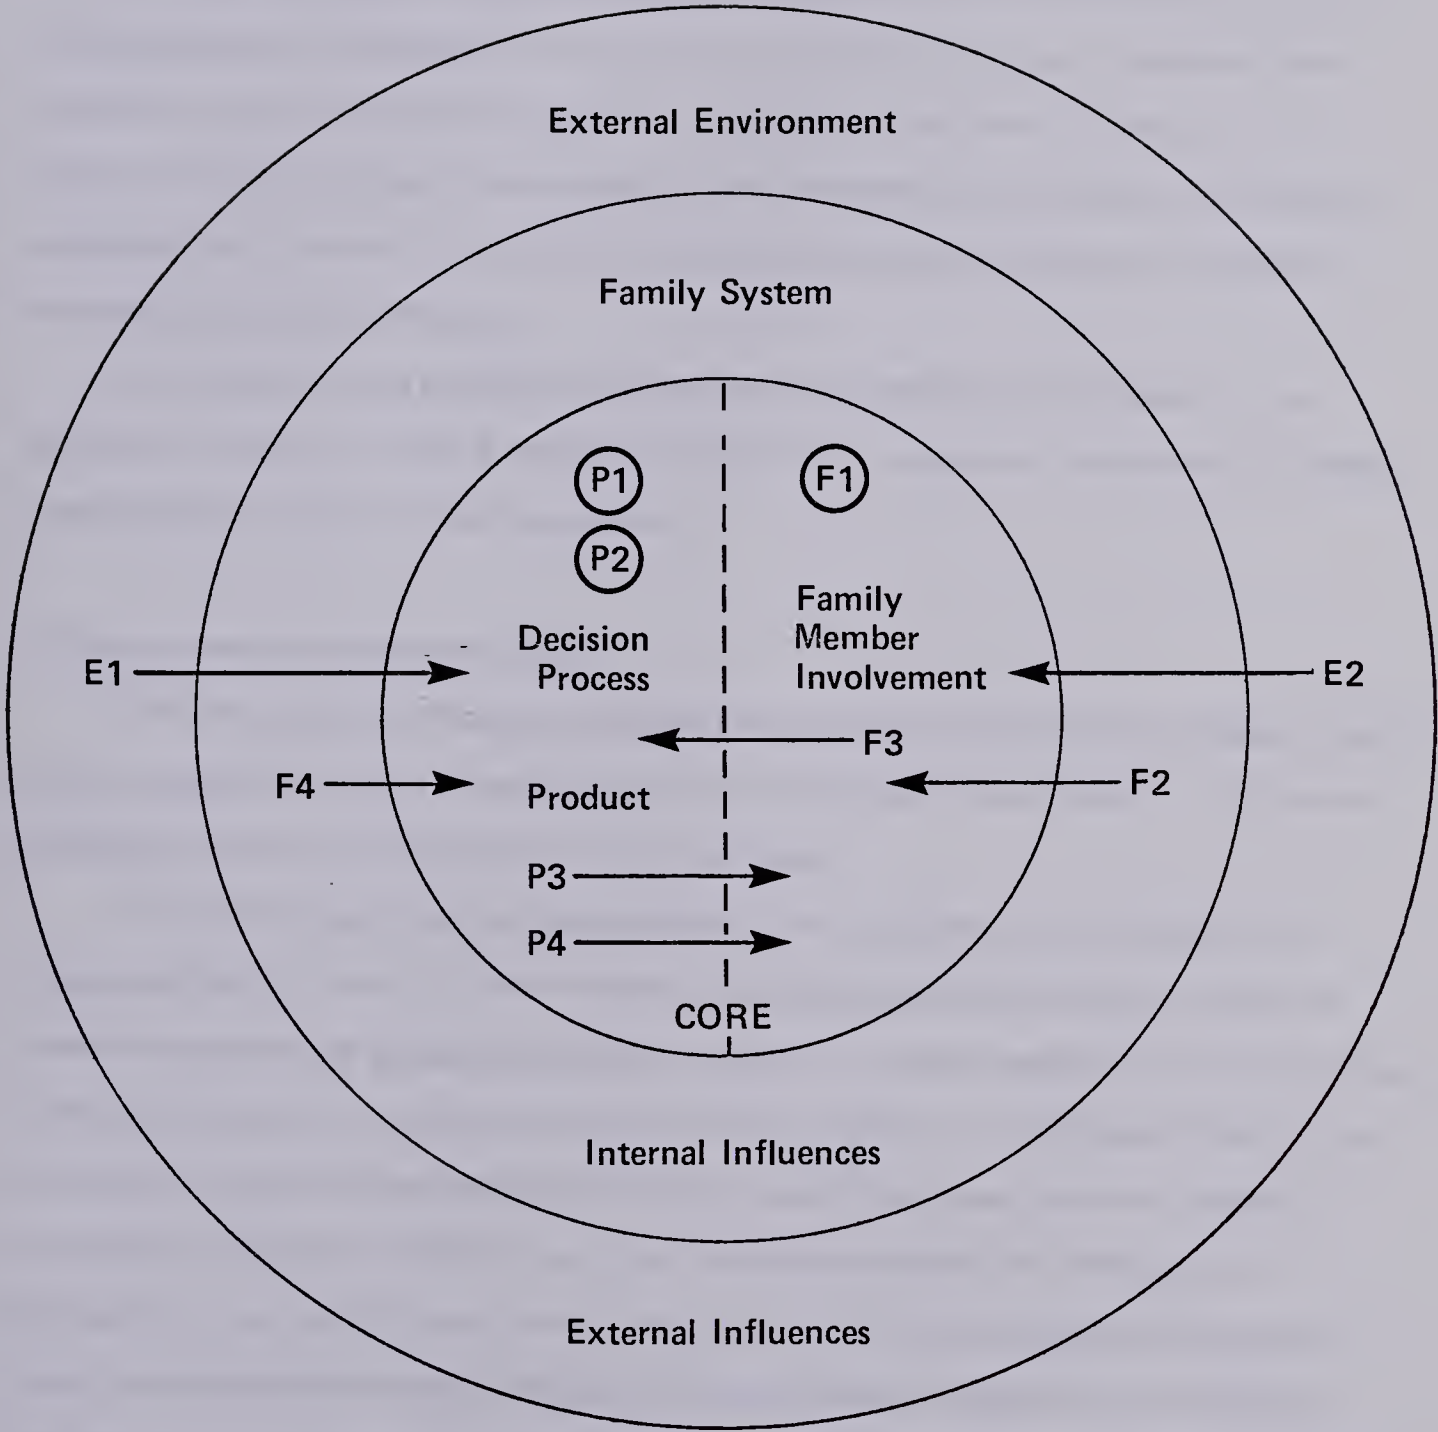 External Environment
Family System
P1
F1
P2
Family
Member
Involvement
Decision
Process
E1
E2
F3
F4
F2
Product
P3
P4
CORE
Internal Influences
External Influences